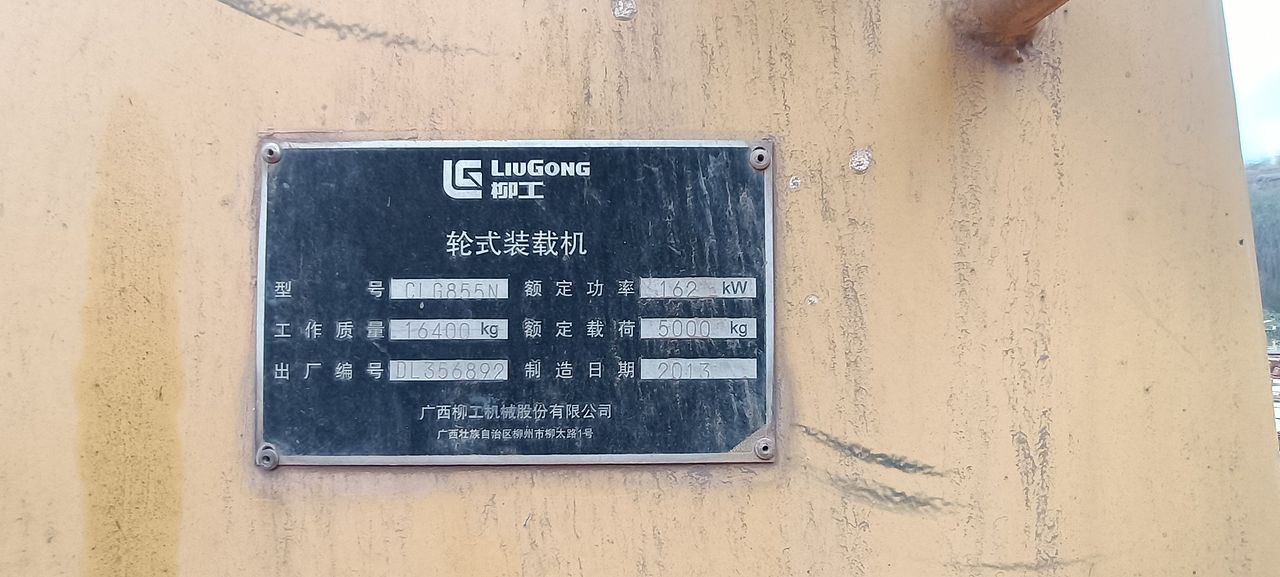 LIUGONG
柳工
轮式装载机
型号 CLG855N 额定功率 162 kW
工作质量 16400 kg 额定载荷 5000 kg
出厂编号 DL356892 制造日期 2013
广西柳工机械股份有限公司
广西壮族自治区柳州市柳太路1号